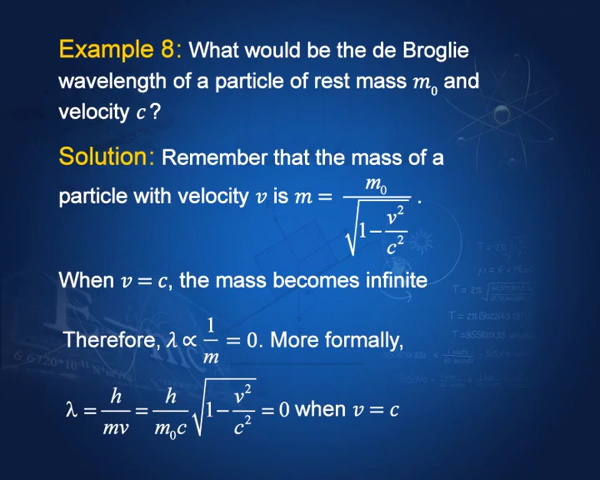 Example 8: What would be the de Broglie
wavelength of a particle of rest mass m₀ and
velocity c?
Solution: Remember that the mass of a
particle with velocity v is m = m₀ / √(1 − v²/c²) .
When v = c, the mass becomes infinite
Therefore, λ ∝ 1/m = 0. More formally,
λ = h/mv = h/m₀c √(1 − v²/c²) = 0 when v = c